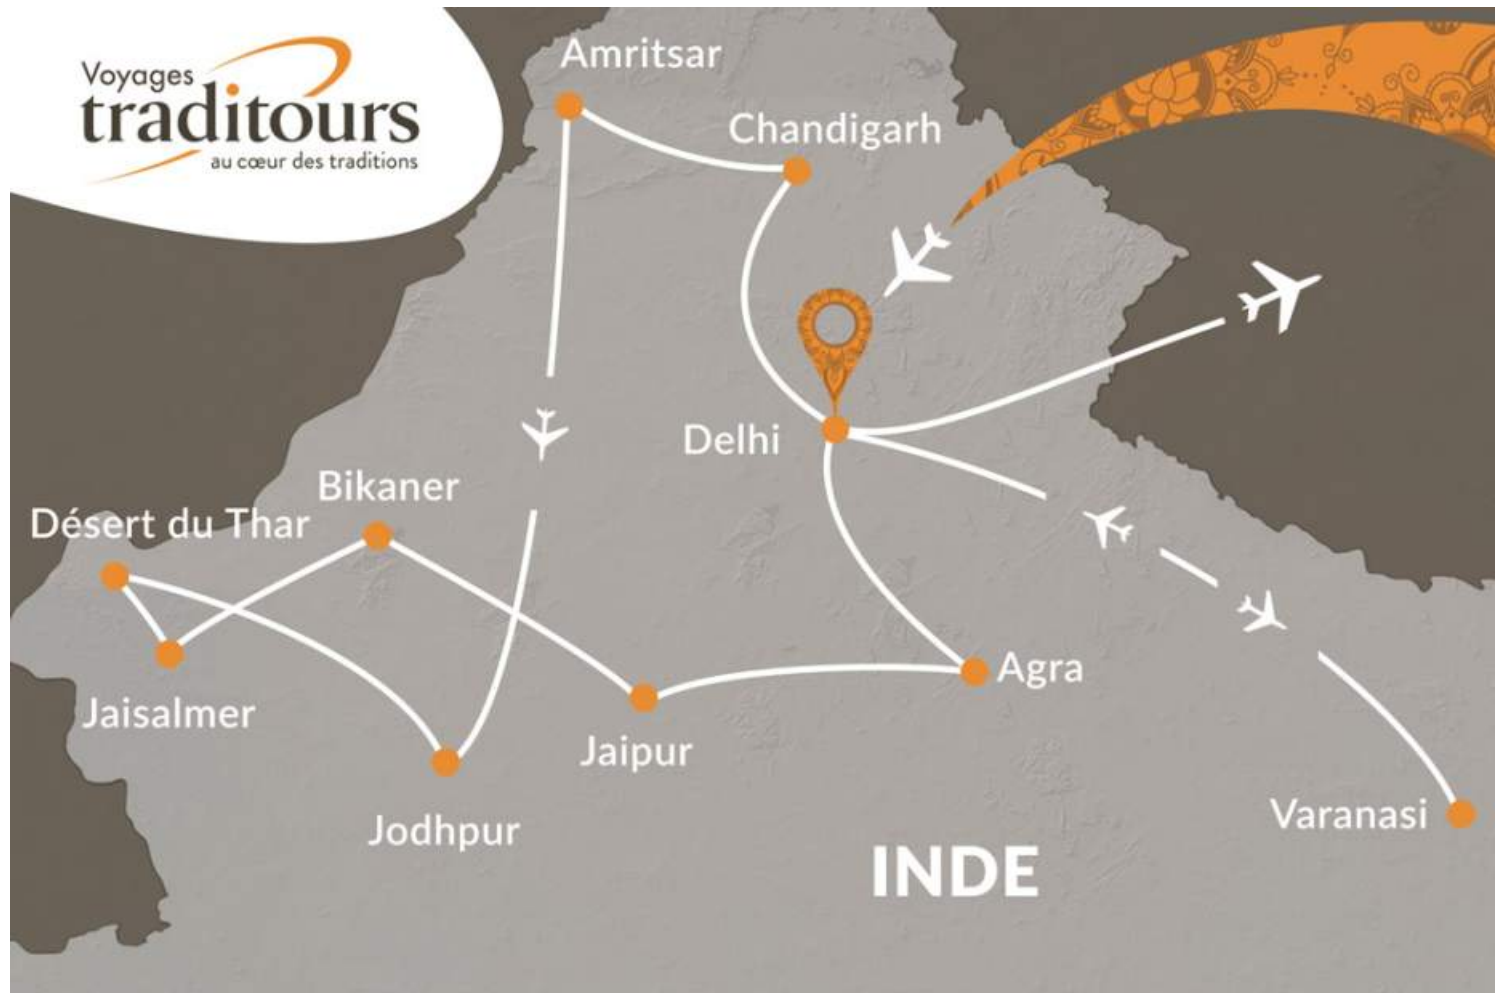 Voyages
traditours
au cœur des traditions
Amritsar
Chandigarh
Delhi
Bikaner
Désert du Thar
Agra
Jaisalmer
Jaipur
Varanasi
Jodhpur
INDE